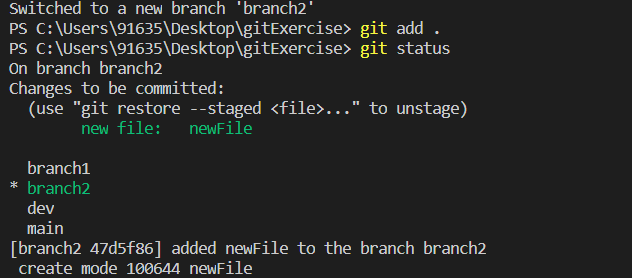 Switched to a new branch 'branch2'
PS C:\Users\91635\Desktop\gitExercise> git add .
PS C:\Users\91635\Desktop\gitExercise> git status
On branch branch2
Changes to be committed:
  (use "git restore --staged <file>..." to unstage)
        new file:   newFile

  branch1
* branch2
  dev
  main
[branch2 47d5f86] added newFile to the branch branch2
 create mode 100644 newFile